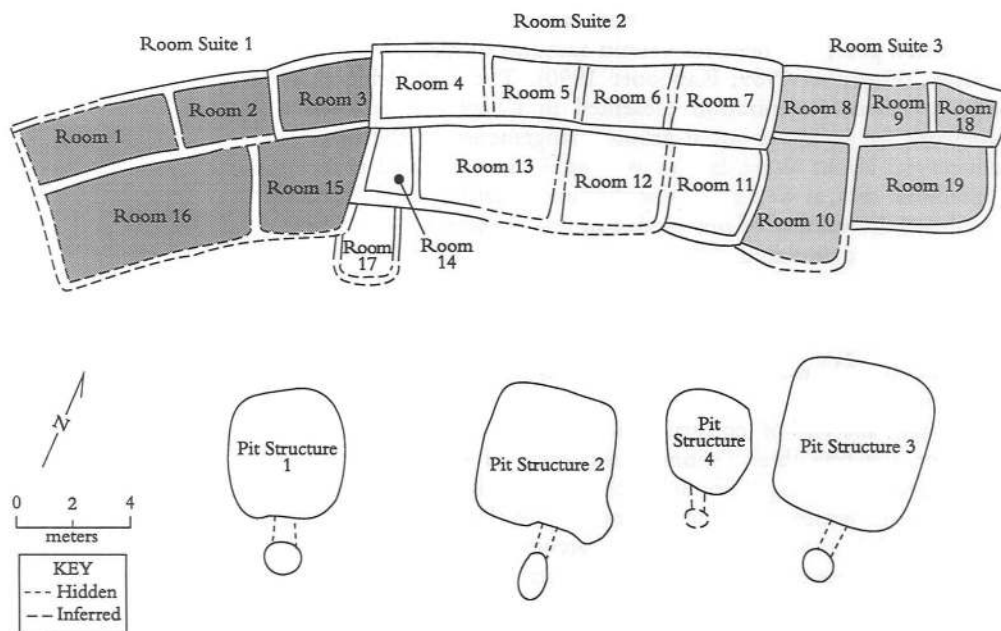 Room Suite 1
Room Suite 2
Room Suite 3
Room 1
Room 2
Room 3
Room 4
Room 5
Room 6
Room 7
Room 8
Room
9
Room
18
Room 16
Room 15
Room 13
Room 12
Room 11
Room 10
Room 19
Room
17
Room
14
N
Pit Structure
1
Pit Structure 2
Pit
Structure
4
Pit Structure 3
0 2 4
meters
KEY
Hidden
Inferred